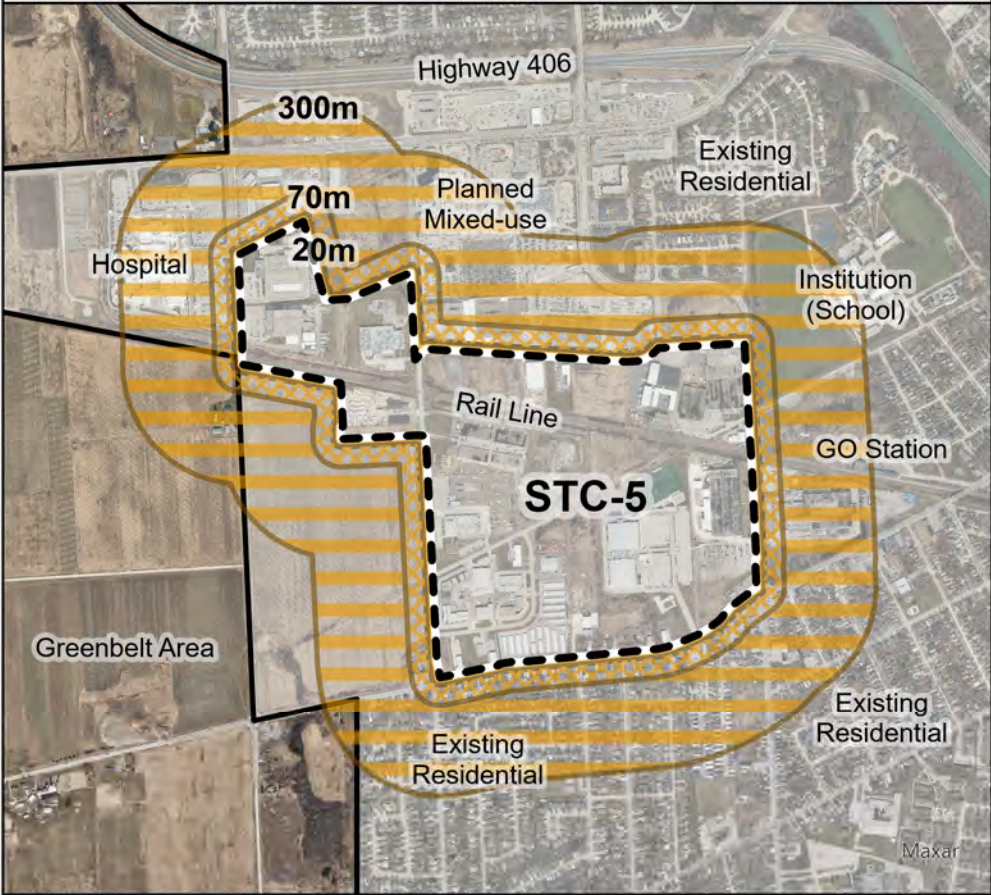 Highway 406
300m
Existing
Residential
70m
Planned
Mixed-use
20m
Hospital
Institution
(School)
Rail Line
GO Station
STC-5
Greenbelt Area
Existing
Residential
Existing
Residential
Maxar